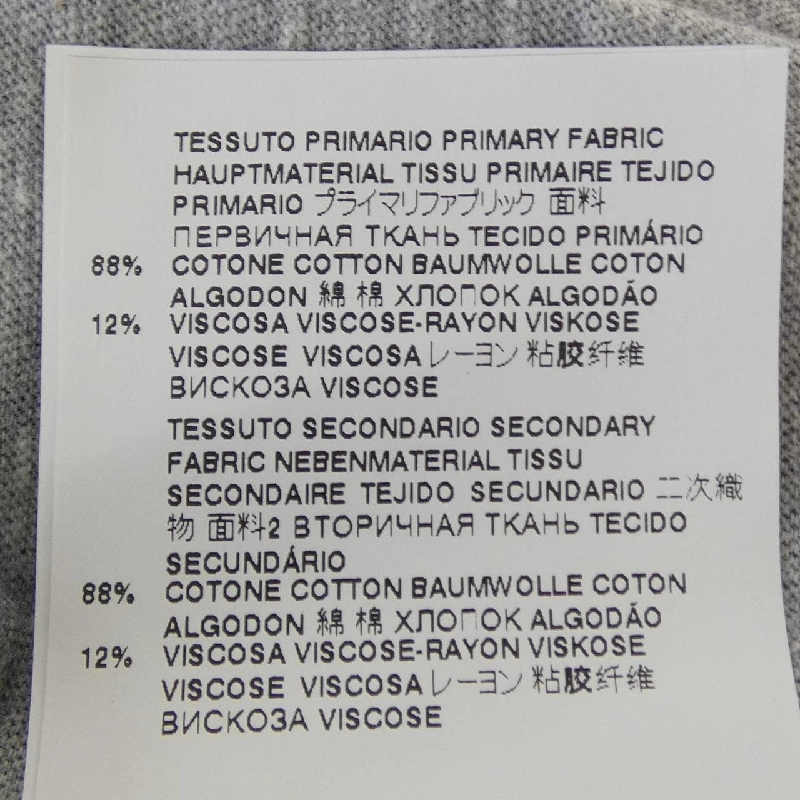 TESSUTO PRIMARIO PRIMARY FABRIC
HAUPTMATERIAL TISSU PRIMAIRE TEJIDO
PRIMARIO プライマリファブリック 面料
ПЕРВИЧНАЯ ТКАНЬ TECIDO PRIMÁRIO
88% COTONE COTTON BAUMWOLLE COTON
ALGODON 綿 棉 ХЛОПОК ALGODÃO
12% VISCOSA VISCOSE-RAYON VISKOSE
VISCOSE VISCOSA レーヨン 粘胶纤维
ВИСКОЗА VISCOSE
TESSUTO SECONDARIO SECONDARY
FABRIC NEBENMATERIAL TISSU
SECONDAIRE TEJIDO SECUNDARIO 二次織
物 面料2 ВТОРИЧНАЯ ТКАНЬ TECIDO
SECUNDÁRIO
88% COTONE COTTON BAUMWOLLE COTON
ALGODON 綿 棉 ХЛОПОК ALGODÃO
12% VISCOSA VISCOSE-RAYON VISKOSE
VISCOSE VISCOSA レーヨン 粘胶纤维
ВИСКОЗА VISCOSE